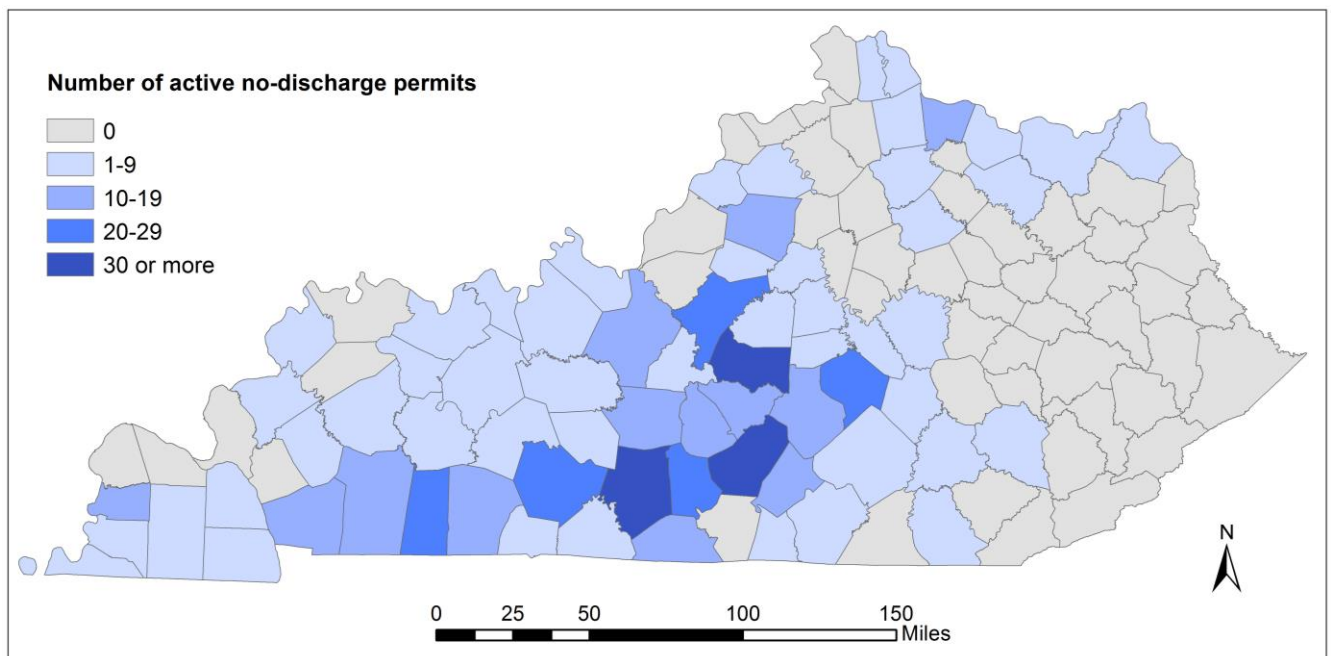 Number of active no-discharge permits
0
1-9
10-19
20-29
30 or more
N
0 25 50 100 150
Miles